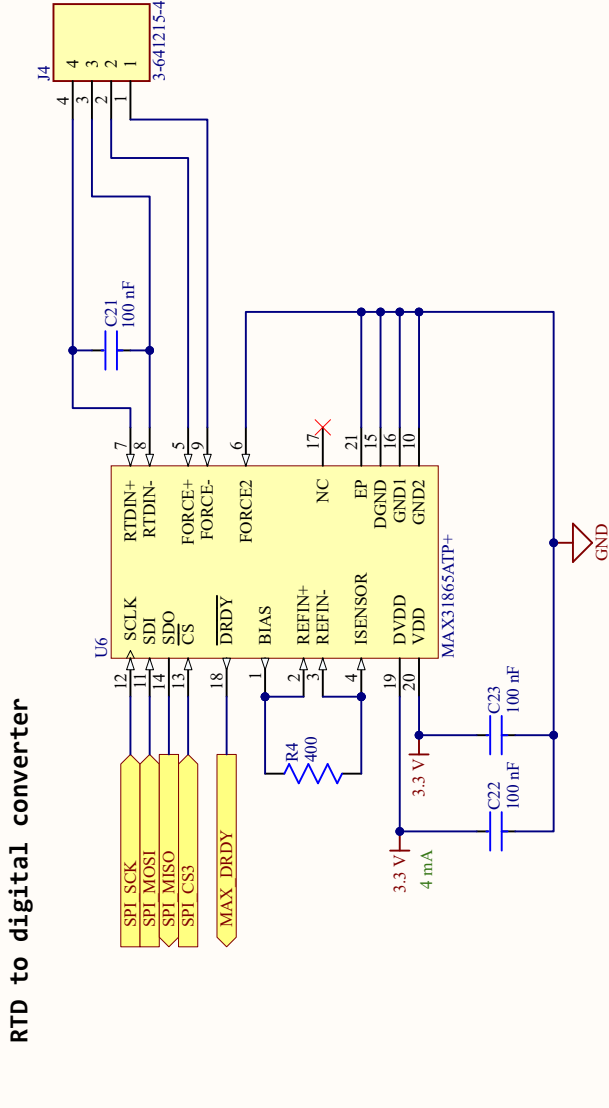 RTD to digital converter
J4
3-641215-4
4
3
2
1
4
3
2
1
C21
100 nF
U6
MAX31865ATP+
SPI_SCK
SPI_MOSI
SPI_MISO
SPI_CS3
MAX_DRDY
12
11
14
13
18
1
2
3
4
19
20
SCLK
SDI
SDO
CS
DRDY
BIAS
REFIN+
REFIN-
ISENSOR
DVDD
VDD
RTDIN+
RTDIN-
FORCE+
FORCE-
FORCE2
NC
EP
DGND
GND1
GND2
7
8
5
9
6
17
21
15
16
10
R4
400
3.3 V
4 mA
3.3 V
C22
100 nF
C23
100 nF
GND